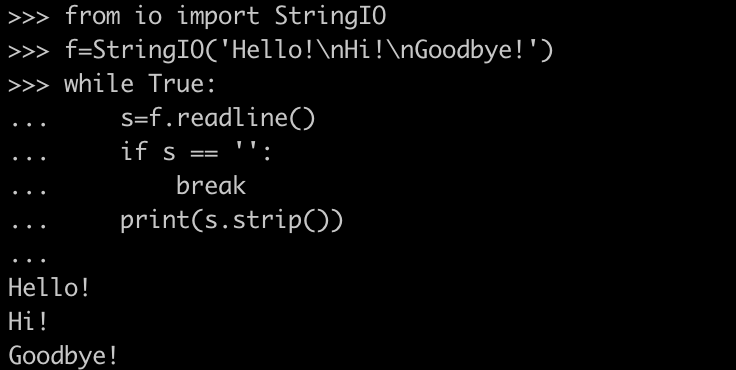 >>> from io import StringIO
>>> f=StringIO('Hello!\nHi!\nGoodbye!')
>>> while True:
...     s=f.readline()
...     if s == '':
...         break
...     print(s.strip())
...
Hello!
Hi!
Goodbye!